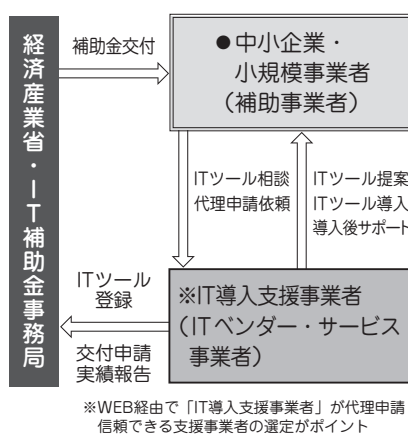 経済産業省・IT補助金事務局
補助金交付
●中小企業・
小規模事業者
（補助事業者）
ITツール相談
代理申請依頼
ITツール提案
ITツール導入
導入後サポート
ITツール
登録
交付申請
実績報告
※IT導入支援事業者
（ITベンダー・サービス
事業者）
※WEB経由で「IT導入支援事業者」が代理申請
信頼できる支援事業者の選定がポイント